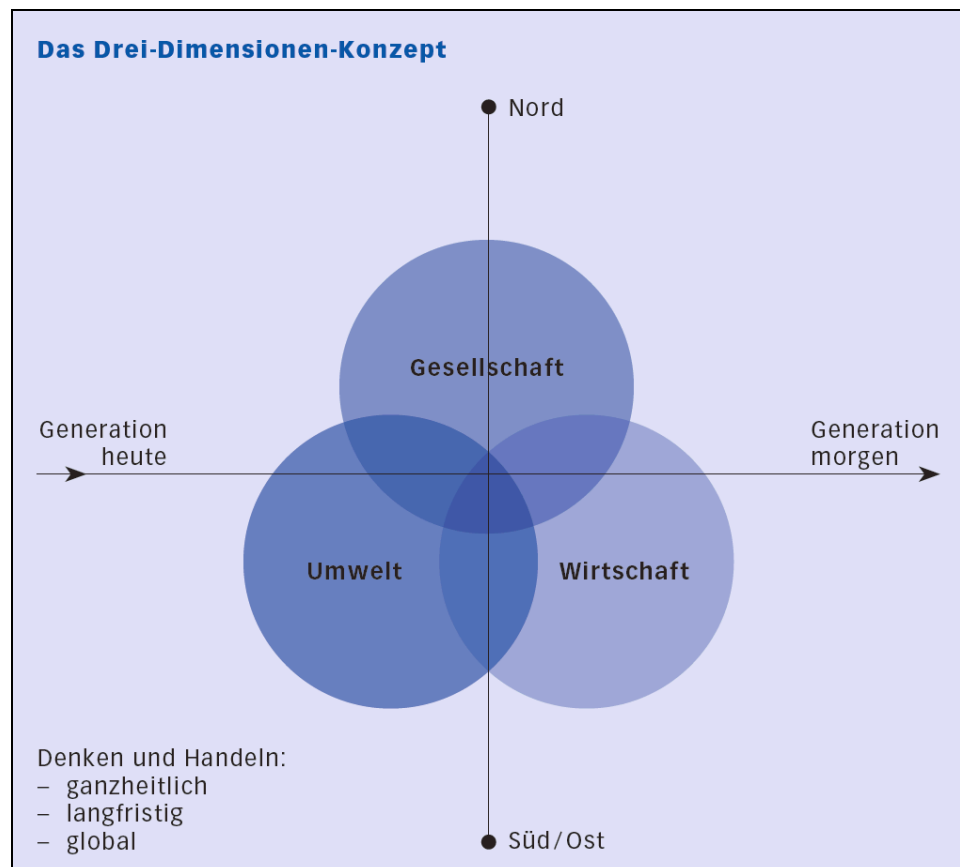 Das Drei-Dimensionen-Konzept
Nord
Gesellschaft
Generation
heute
Generation
morgen
Umwelt
Wirtschaft
Denken und Handeln:
– ganzheitlich
– langfristig
– global
Süd/Ost